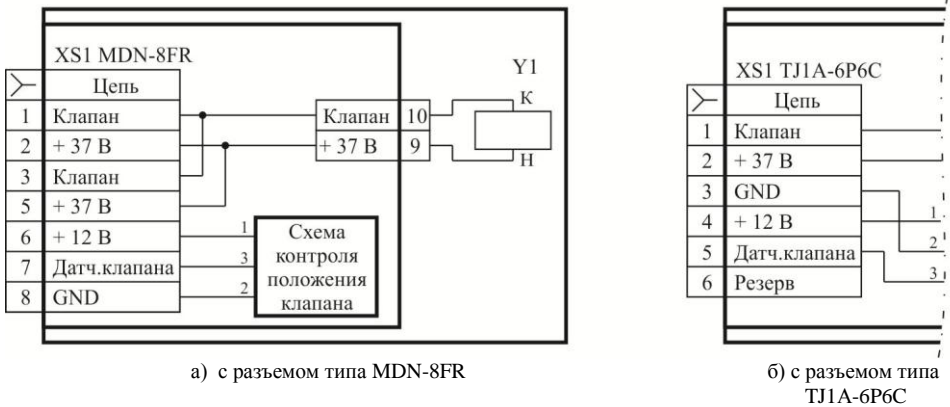 XS1 MDN-8FR
Цепь
1 Клапан
2 + 37 В
3 Клапан
5 + 37 В
6 + 12 В
7 Датч.клапана
8 GND
Клапан 10
+ 37 В 9
Y1
К
Н
1
3
2
Схема
контроля
положения
клапана
а) с разъемом типа MDN-8FR
XS1 TJ1A-6P6C
Цепь
1 Клапан
2 + 37 В
3 GND
4 + 12 В
5 Датч.клапана
6 Резерв
1
2
3
б) с разъемом типа
TJ1A-6P6C